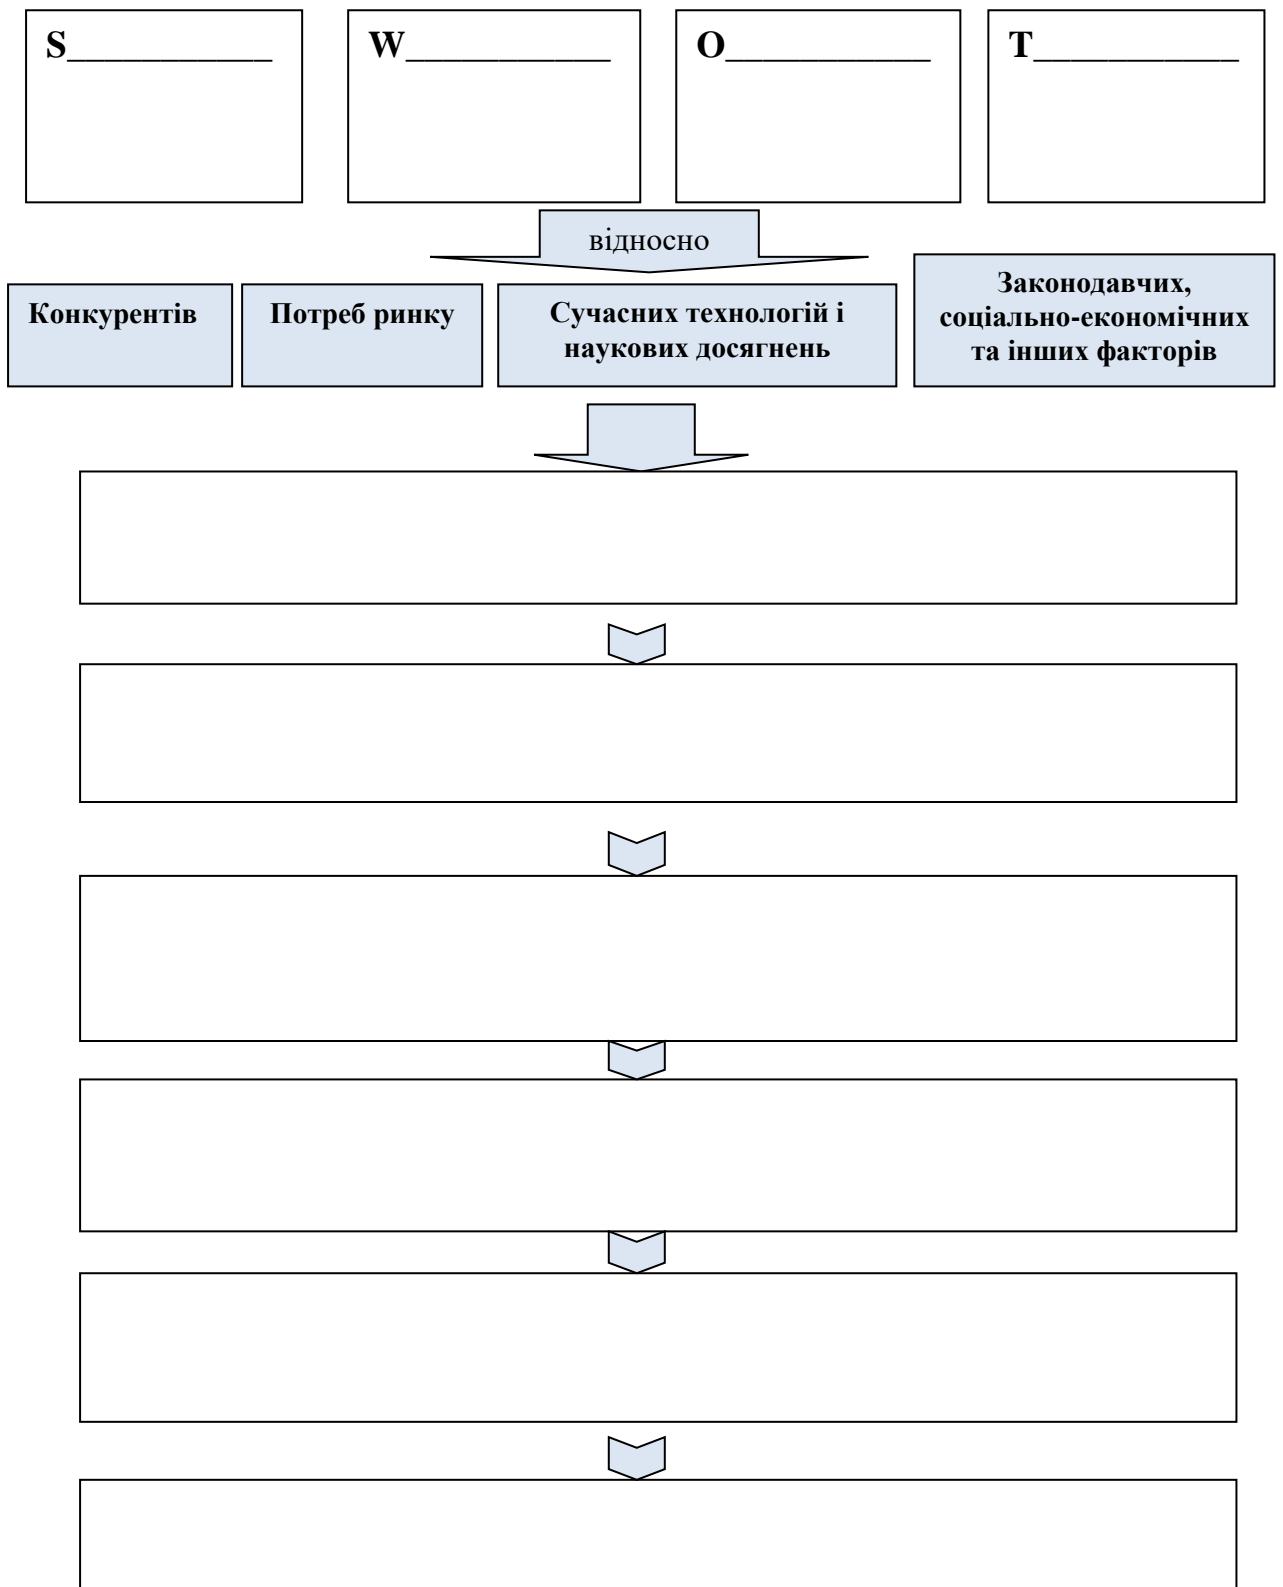 S___________
W___________
O___________
T___________
відносно
Конкурентів
Потреб ринку
Сучасних технологій і
наукових досягнень
Законодавчих,
соціально-економічних
та інших факторів